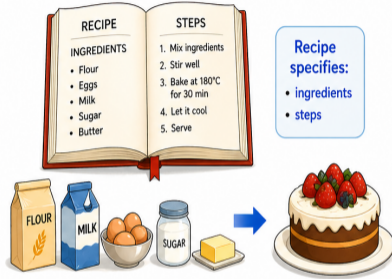 RECIPE
INGREDIENTS
• Flour
• Eggs
• Milk
• Sugar
• Butter
STEPS
1. Mix ingredients
2. Stir well
3. Bake at 180°C
for 30 min
4. Let it cool
5. Serve
Recipe
specifies:
• ingredients
• steps
FLOUR
MILK
SUGAR